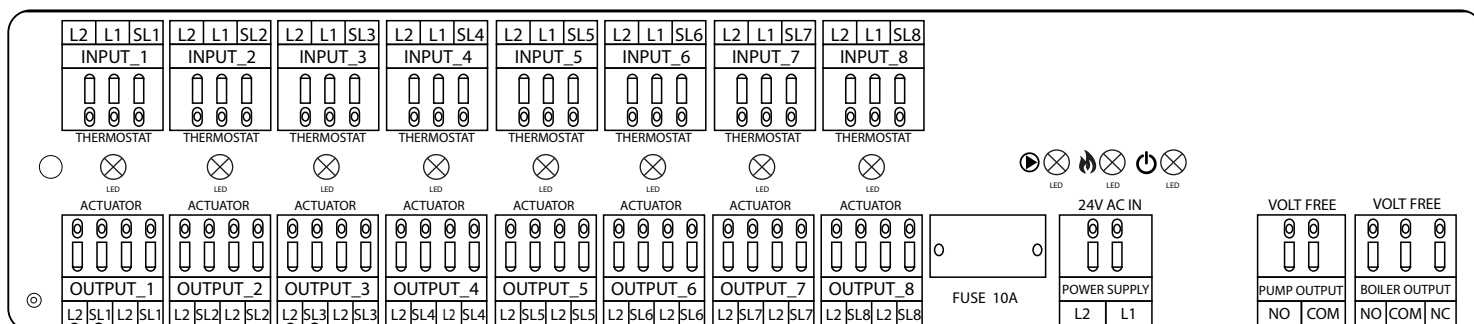 L2 L1 SL1 L2 L1 SL2 L2 L1 SL3 L2 L1 SL4 L2 L1 SL5 L2 L1 SL6 L2 L1 SL7 L2 L1 SL8
INPUT_1 INPUT_2 INPUT_3 INPUT_4 INPUT_5 INPUT_6 INPUT_7 INPUT_8
THERMOSTAT THERMOSTAT THERMOSTAT THERMOSTAT THERMOSTAT THERMOSTAT THERMOSTAT THERMOSTAT
LED LED LED LED LED LED LED LED LED LED LED
ACTUATOR ACTUATOR ACTUATOR ACTUATOR ACTUATOR ACTUATOR ACTUATOR ACTUATOR 24V AC IN VOLT FREE VOLT FREE
OUTPUT_1 OUTPUT_2 OUTPUT_3 OUTPUT_4 OUTPUT_5 OUTPUT_6 OUTPUT_7 OUTPUT_8 FUSE 10A POWER SUPPLY PUMP OUTPUT BOILER OUTPUT
L2 SL1 L2 SL1 L2 SL2 L2 SL2 L2 SL3 L2 SL3 L2 SL4 L2 SL4 L2 SL5 L2 SL5 L2 SL6 L2 SL6 L2 SL7 L2 SL7 L2 SL8 L2 SL8 L2 L1 NO COM NO COM NC